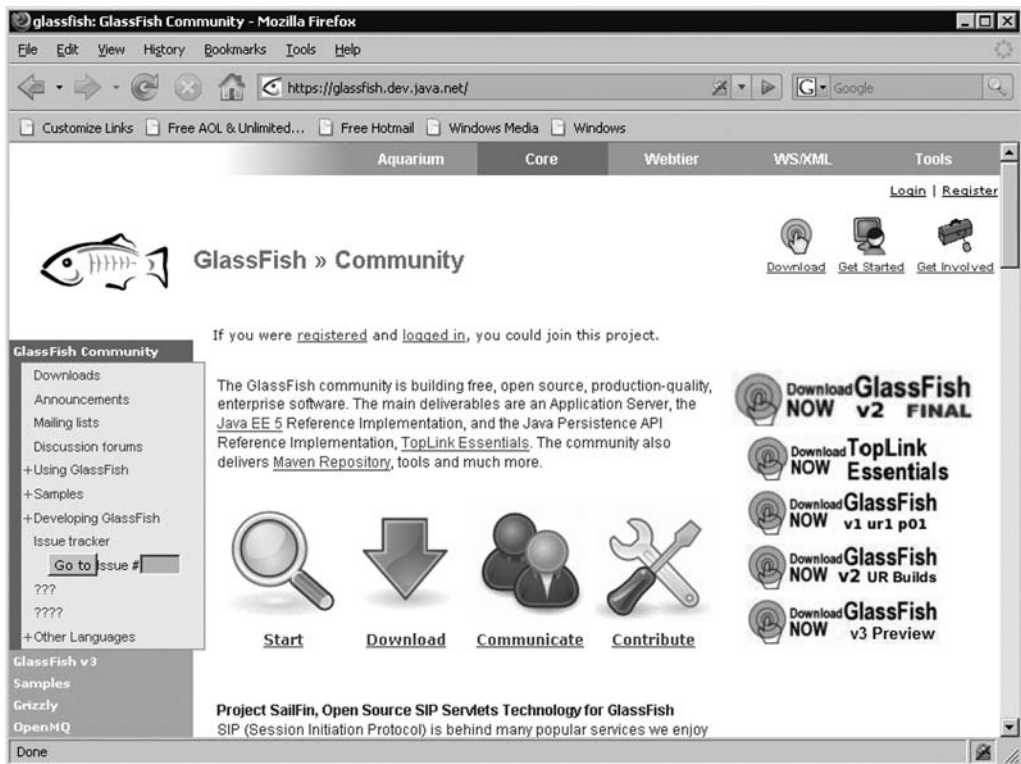 glassfish: GlassFish Community - Mozilla Firefox
File Edit View History Bookmarks Tools Help
https://glassfish.dev.java.net/
G Google
Customize Links Free AOL & Unlimited... Free Hotmail Windows Media Windows
Aquarium Core Webtier WS/XML Tools
Login | Register
GlassFish » Community
Download Get Started Get Involved
If you were registered and logged in, you could join this project.
GlassFish Community
Downloads
Announcements
Mailing lists
Discussion forums
+Using GlassFish
+Samples
+Developing GlassFish
Issue tracker
Go to Issue #
???
????
+Other Languages
GlassFish v3
Samples
Grizzly
OpenMQ
The GlassFish community is building free, open source, production-quality,
enterprise software. The main deliverables are an Application Server, the
Java EE 5 Reference Implementation, and the Java Persistence API
Reference Implementation, TopLink Essentials. The community also
delivers Maven Repository, tools and much more.
Start Download Communicate Contribute
Download NOW GlassFish v2 FINAL
Download NOW TopLink Essentials
Download NOW GlassFish v1 ur1 p01
Download NOW GlassFish v2 UR Builds
Download NOW GlassFish v3 Preview
Project SailFin, Open Source SIP Servlets Technology for GlassFish
SIP (Session Initiation Protocol) is behind many popular services we enjoy
Done